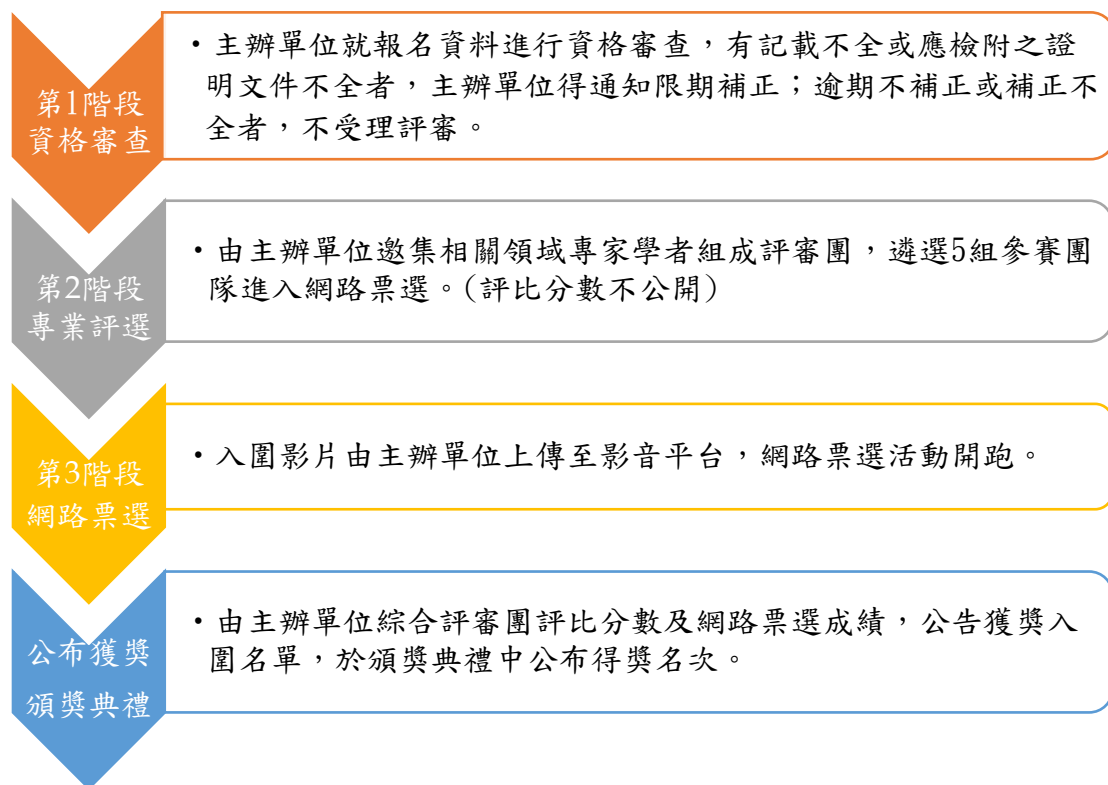 第1階段
資格審查
•主辦單位就報名資料進行資格審查，有記載不全或應檢附之證
明文件不全者，主辦單位得通知限期補正；逾期不補正或補正不
全者，不受理評審。
第2階段
專業評選
•由主辦單位邀集相關領域專家學者組成評審團，遴選5組參賽團
隊進入網路票選。(評比分數不公開)
第3階段
網路票選
•入圍影片由主辦單位上傳至影音平台，網路票選活動開跑。
公布獲獎
頒獎典禮
•由主辦單位綜合評審團評比分數及網路票選成績，公告獲獎入
圍名單，於頒獎典禮中公布得獎名次。